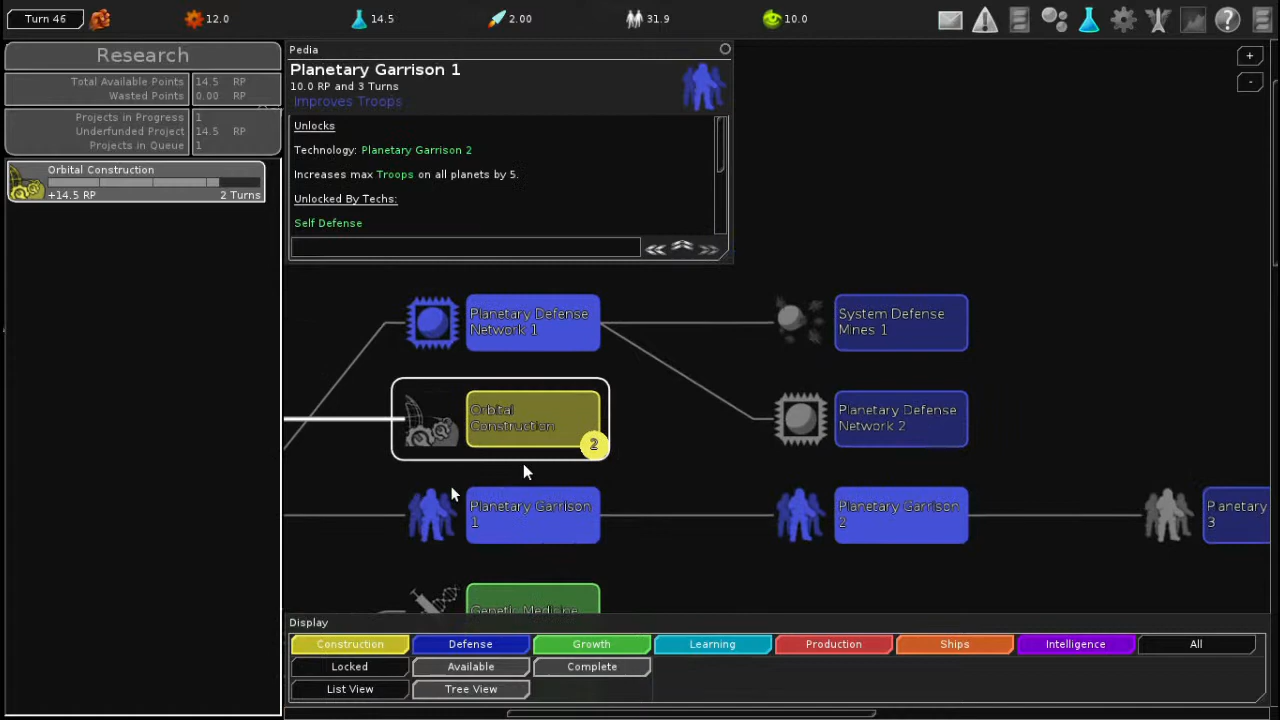 Turn 46
12.0
14.5
2.00
31.9
10.0
Research
Total Available Points 14.5 RP
Wasted Points 0.00 RP
Projects in Progress 1
Underfunded Project 14.5 RP
Projects in Queue 1
Orbital Construction
+14.5 RP 2 Turns
Pedia
Planetary Garrison 1
10.0 RP and 3 Turns
Improves Troops
Unlocks
Technology: Planetary Garrison 2
Increases max Troops on all planets by 5.
Unlocked By Techs:
Self Defense
+
-
Planetary Defense
Network 1
System Defense
Mines 1
Orbital
Construction
2
Planetary Defense
Network 2
Planetary Garrison
1
Planetary Garrison
2
Planetary
3
Genetic Medicine
Display
Construction Defense Growth Learning Production Ships Intelligence All
Locked Available Complete
List View Tree View